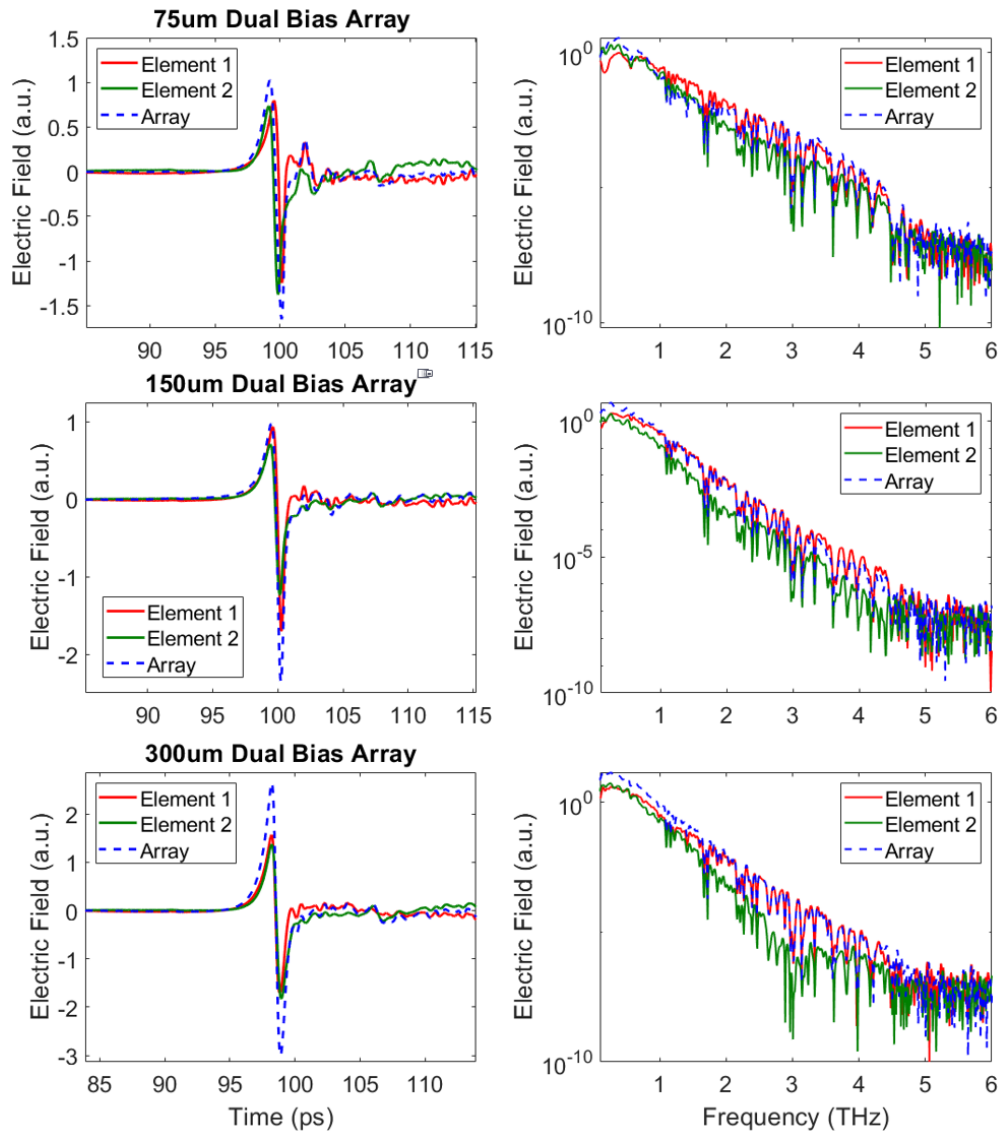 75um Dual Bias Array
Electric Field (a.u.)
1.5
1
0.5
0
-0.5
-1
-1.5
Element 1
Element 2
Array
90 95 100 105 110 115
Electric Field (a.u.)
10^0
10^-10
Element 1
Element 2
Array
1 2 3 4 5 6
150um Dual Bias Array
Electric Field (a.u.)
1
0
-1
-2
Element 1
Element 2
Array
90 95 100 105 110 115
Electric Field (a.u.)
10^0
10^-5
10^-10
Element 1
Element 2
Array
1 2 3 4 5 6
300um Dual Bias Array
Electric Field (a.u.)
2
1
0
-1
-2
-3
Element 1
Element 2
Array
85 90 95 100 105 110
Time (ps)
Electric Field (a.u.)
10^0
10^-10
Element 1
Element 2
Array
1 2 3 4 5 6
Frequency (THz)